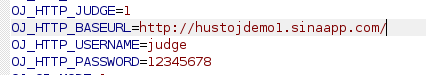 OJ_HTTP_JUDGE=1
OJ_HTTP_BASEURL=http://hustojdemo1.sinaapp.com/
OJ_HTTP_USERNAME=judge
OJ_HTTP_PASSWORD=12345678